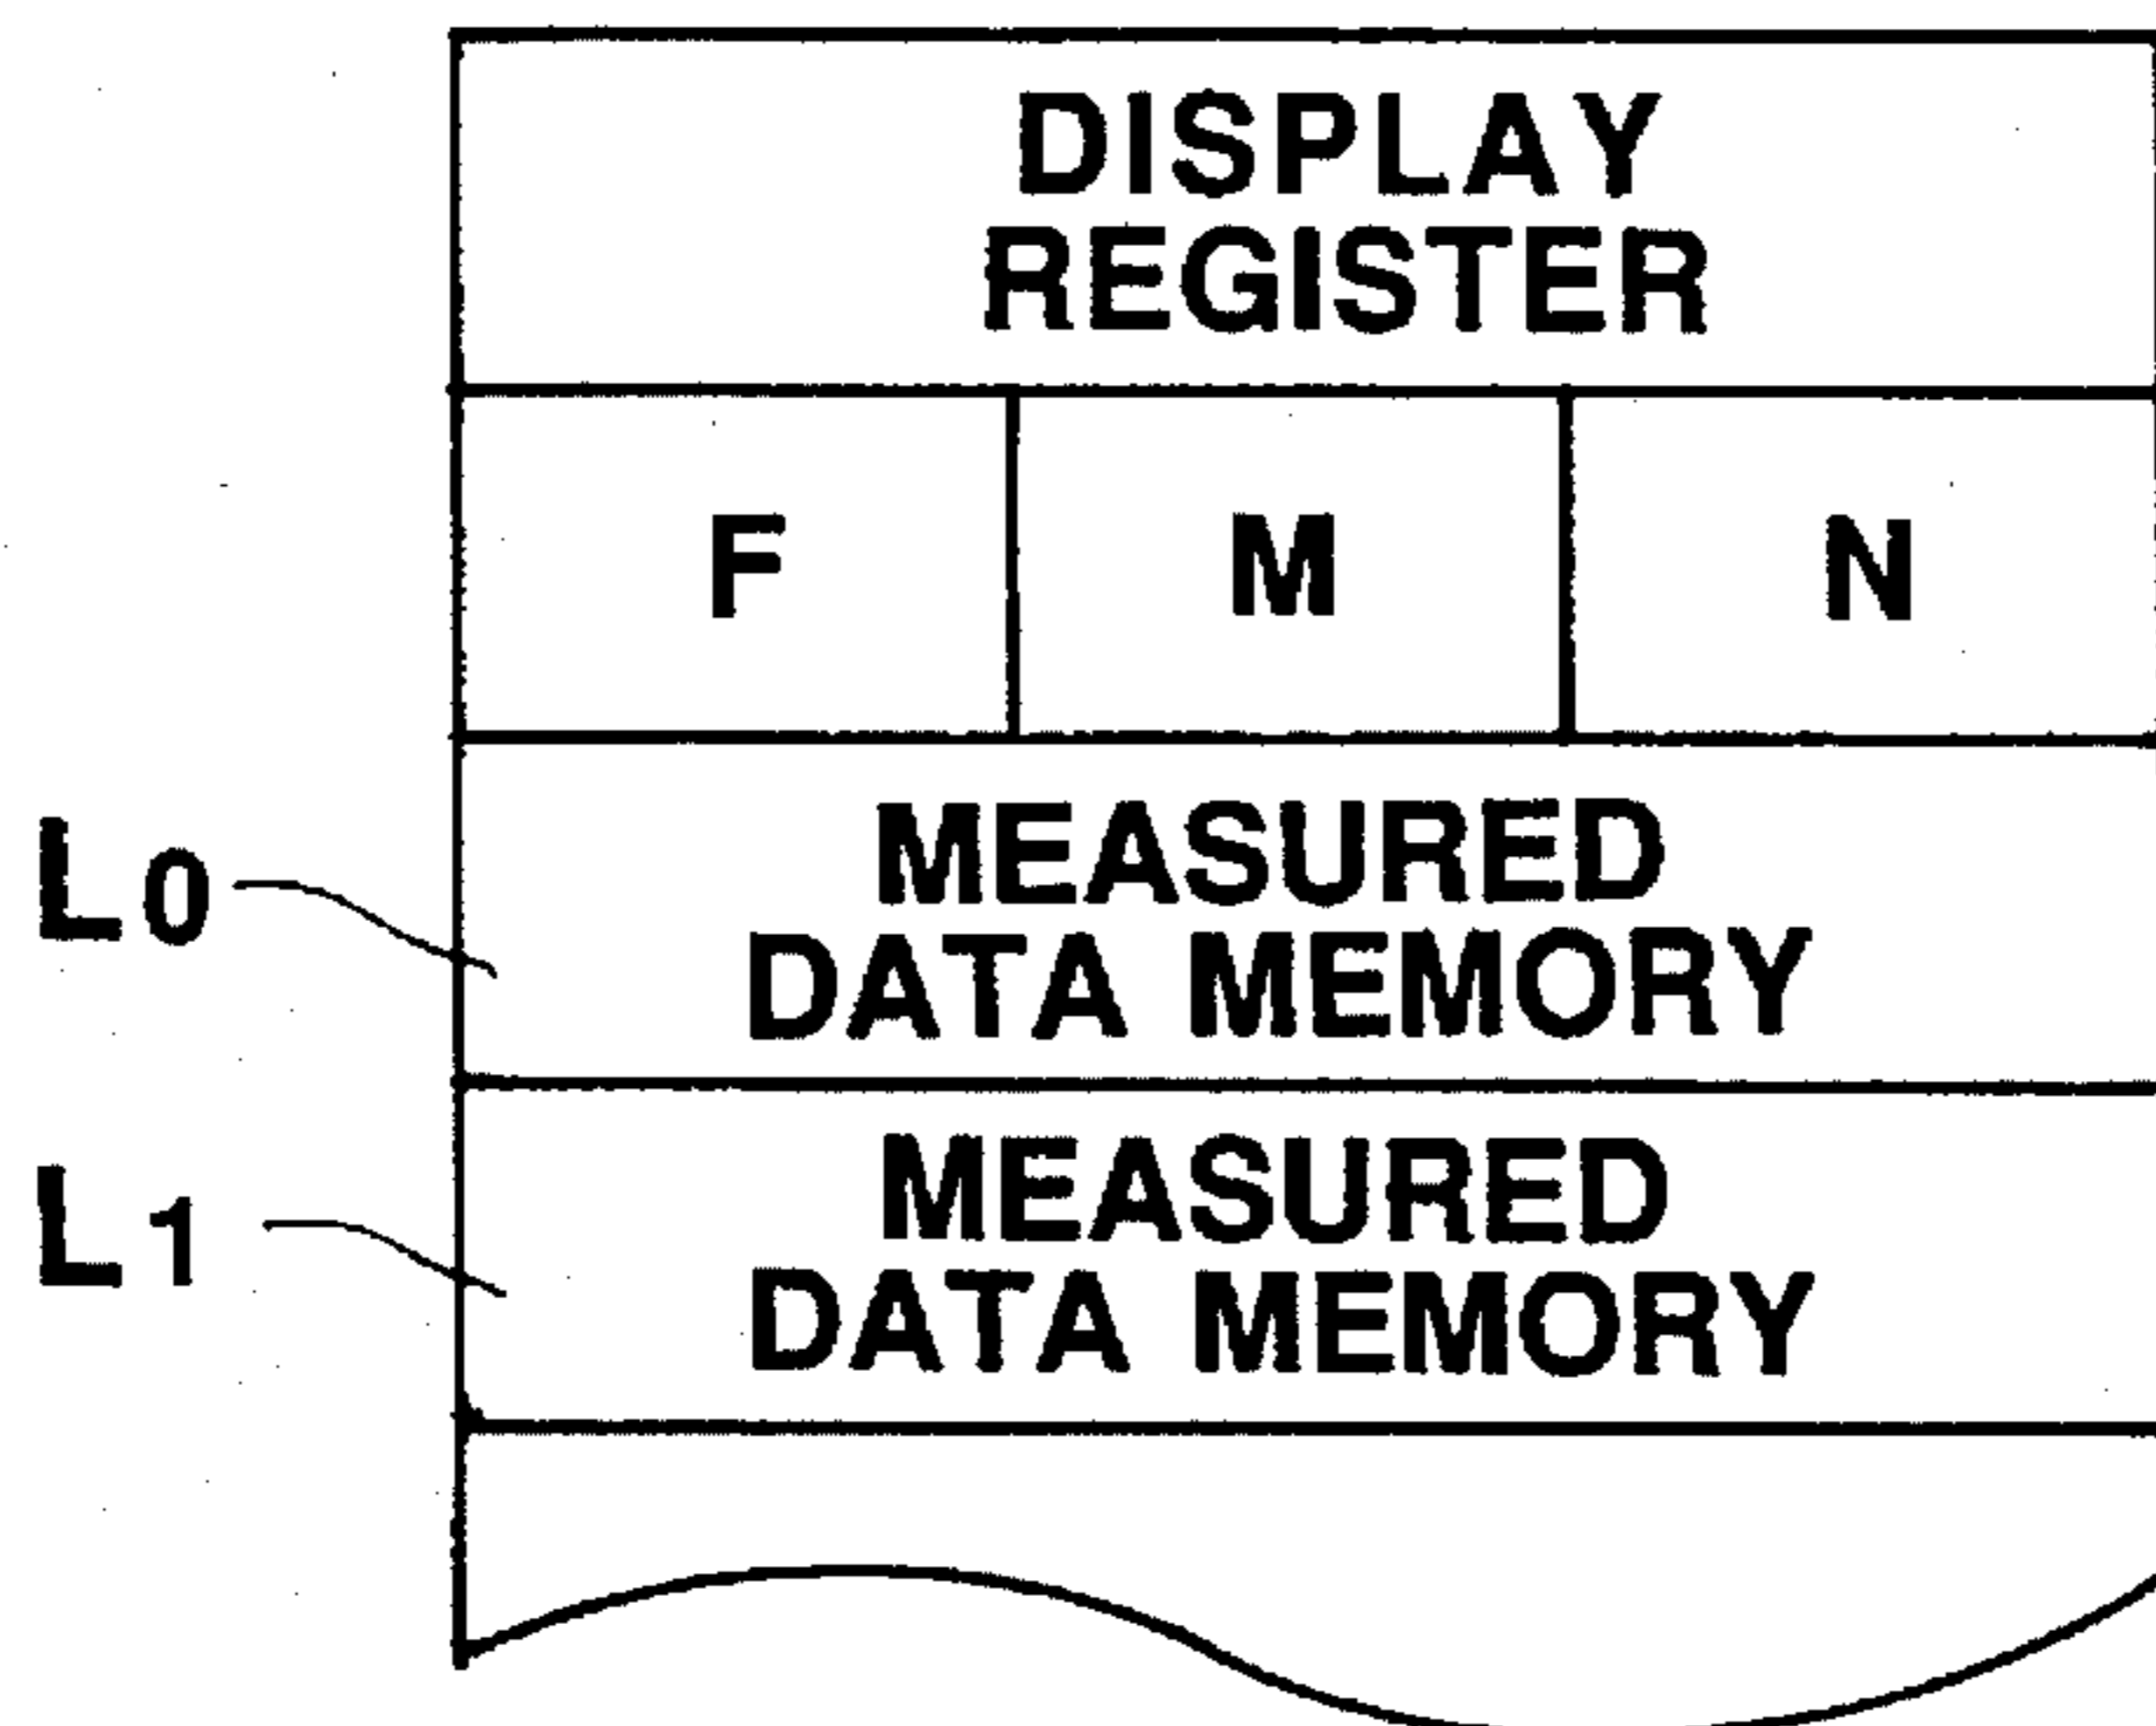 DISPLAY
REGISTER
F M N
L0
MEASURED
DATA MEMORY
L1
MEASURED
DATA MEMORY